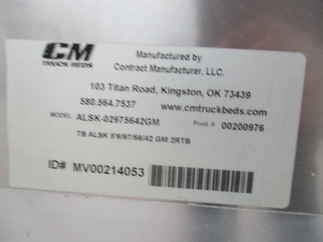 CM
TRUCK BEDS
Manufactured by
Contract Manufacturer, LLC.
103 Titan Road, Kingston, OK 73439
580.564.7537 www.cmtruckbeds.com
MODEL: ALSK-02975642GM Prod # 00200976
TB ALSK 9'6/97/56/42 GM 2RTB
ID# MV00214053